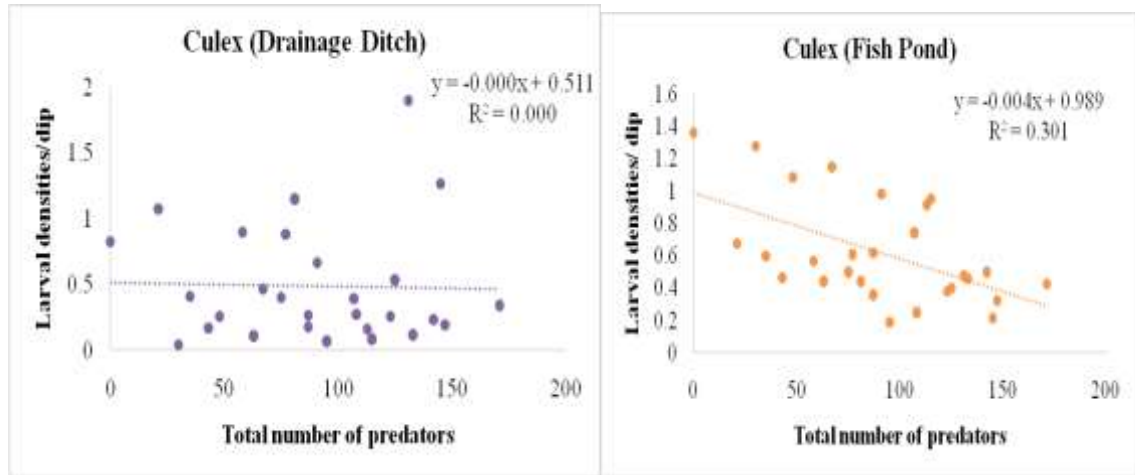 Culex (Drainage Ditch)
y = -0.000x + 0.511
R² = 0.000
2
1.5
1
0.5
0
0 50 100 150 200
Larval densities/dip
Total number of predators
Culex (Fish Pond)
y = -0.004x + 0.989
R² = 0.301
1.6
1.4
1.2
1
0.8
0.6
0.4
0.2
0
0 50 100 150 200
Larval densities/ dip
Total number of predators